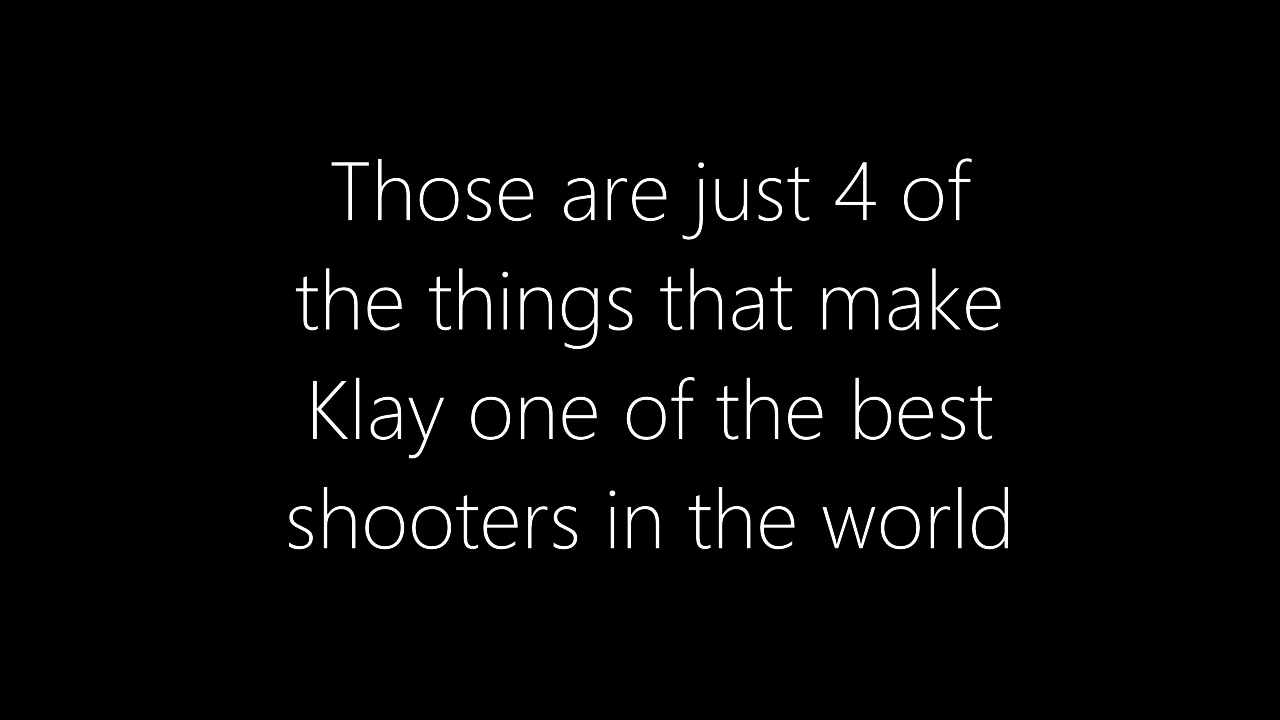 Those are just 4 of
the things that make
Klay one of the best
shooters in the world